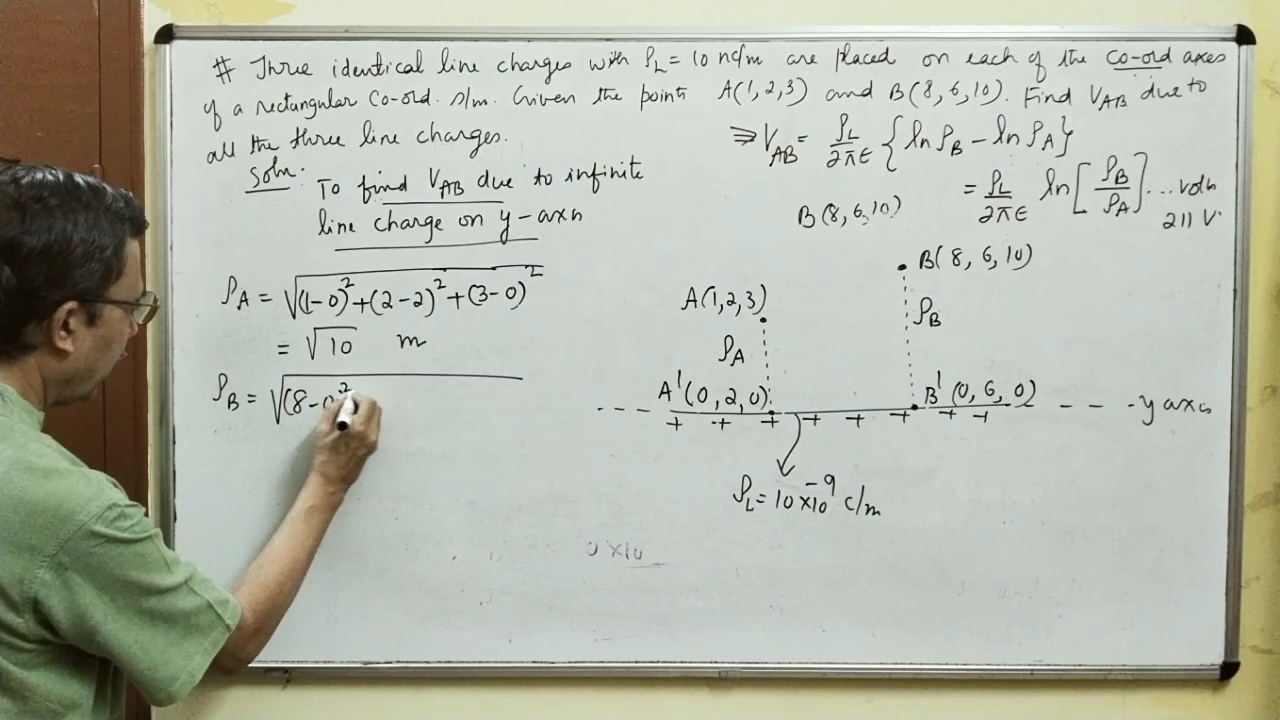 # Three identical line charges with ρL = 10 nc/m are placed on each of the co-ord axes
of a rectangular co-ord. s/m. Given the points A(1,2,3) and B(8,6,10). Find VAB due to
all the three line charges.
Soln:
To find VAB due to infinite
line charge on y-axis
⇒ VAB = ρL/2πϵ {ln ρB - ln ρA}
= ρL/2πϵ ln [ρB/ρA] ... volts
211 V.
B(8,6,10)
ρA = √(1-0)²+(2-2)²+(3-0)²
= √10 m
ρB = √(8-0)²
B(8, 6, 10)
A(1,2,3)
ρB
ρA
A'(0,2,0)
B'(0,6,0)
--- + + + + + + + + --- -y axis
ρL = 10×10⁻⁹ c/m
0 ×10